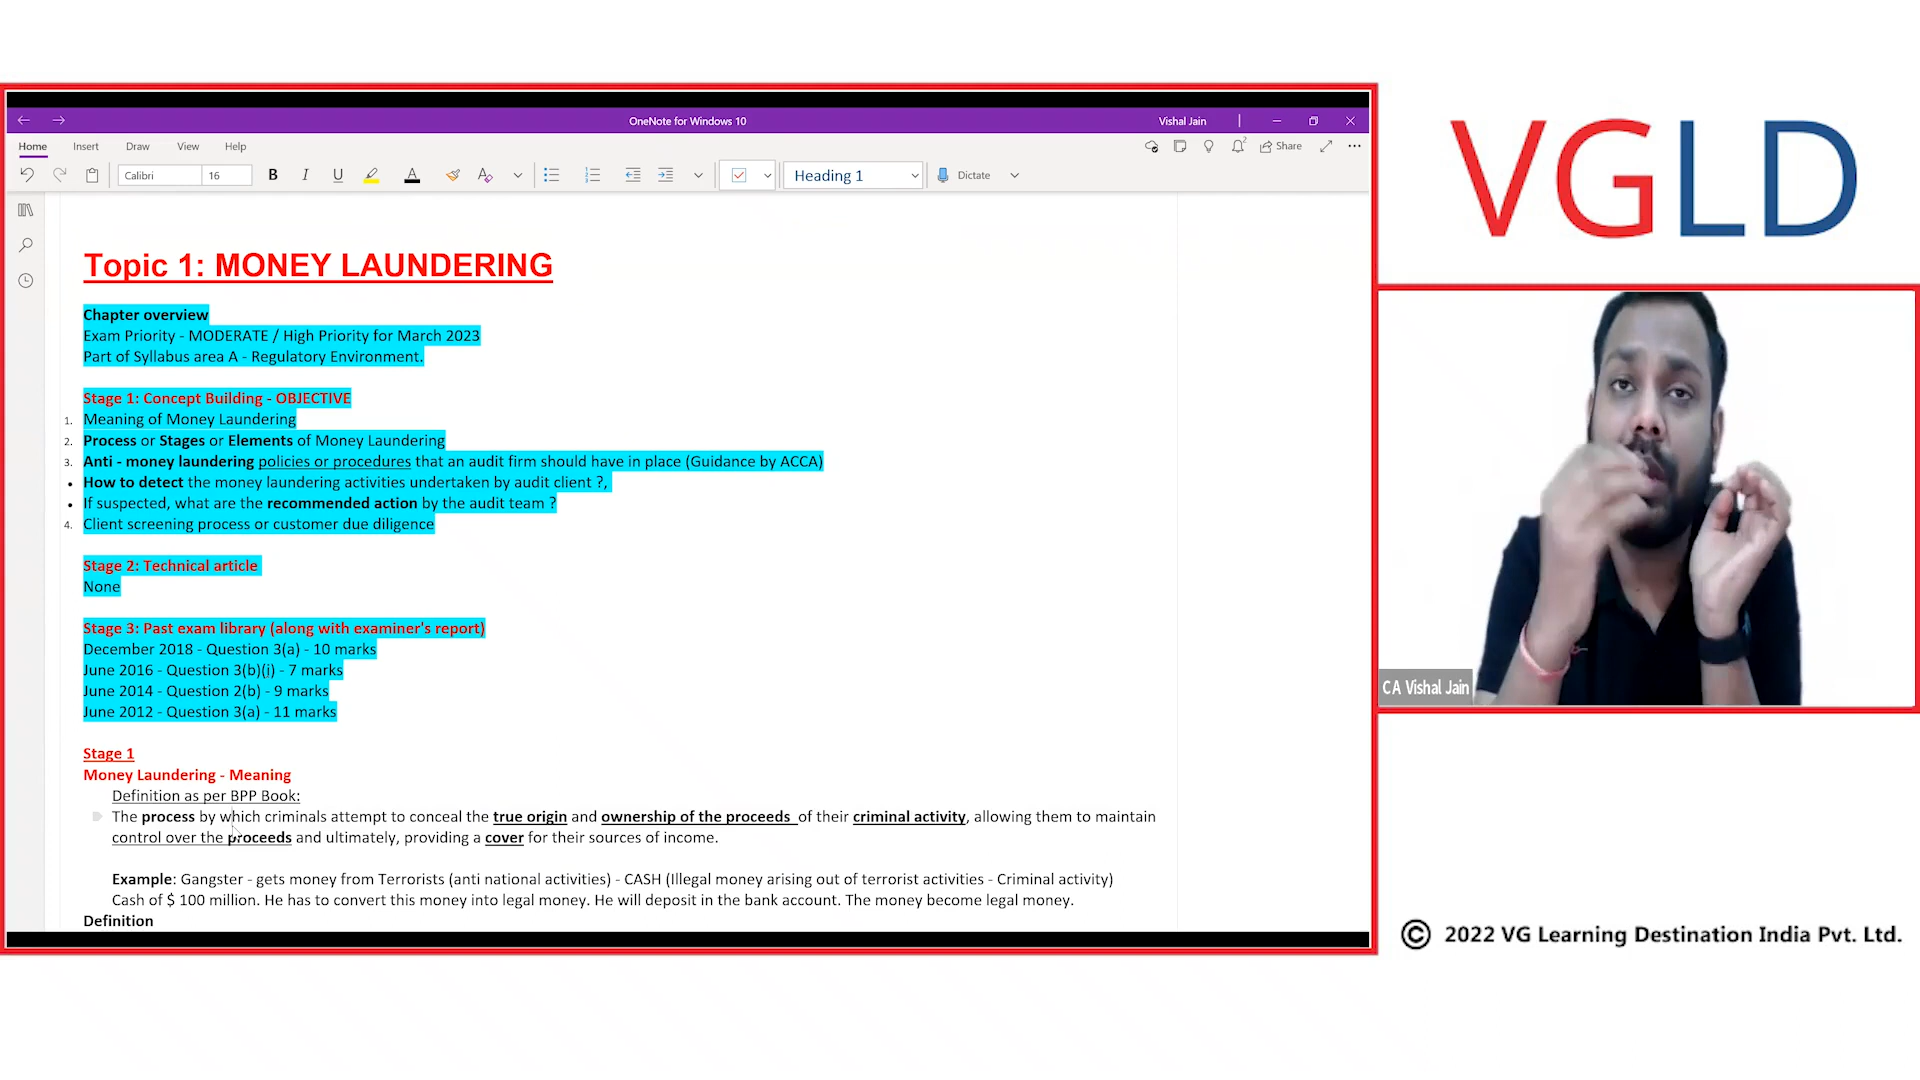 OneNote for Windows 10
Vishal Jain
Home Insert Draw View Help
Share
Calibri 16 B I U A Heading 1 Dictate
Topic 1: MONEY LAUNDERING
Chapter overview
Exam Priority - MODERATE / High Priority for March 2023
Part of Syllabus area A - Regulatory Environment.
Stage 1: Concept Building - OBJECTIVE
1. Meaning of Money Laundering
2. Process or Stages or Elements of Money Laundering
3. Anti - money laundering policies or procedures that an audit firm should have in place (Guidance by ACCA)
• How to detect the money laundering activities undertaken by audit client ?,
• If suspected, what are the recommended action by the audit team ?
4. Client screening process or customer due diligence
Stage 2: Technical article
None
Stage 3: Past exam library (along with examiner's report)
December 2018 - Question 3(a) - 10 marks
June 2016 - Question 3(b)(i) - 7 marks
June 2014 - Question 2(b) - 9 marks
June 2012 - Question 3(a) - 11 marks
Stage 1
Money Laundering - Meaning
Definition as per BPP Book:
The process by which criminals attempt to conceal the true origin and ownership of the proceeds of their criminal activity, allowing them to maintain
control over the proceeds and ultimately, providing a cover for their sources of income.
Example: Gangster - gets money from Terrorists (anti national activities) - CASH (Illegal money arising out of terrorist activities - Criminal activity)
Cash of $ 100 million. He has to convert this money into legal money. He will deposit in the bank account. The money become legal money.
Definition
VGLD
CA Vishal Jain
© 2022 VG Learning Destination India Pvt. Ltd.